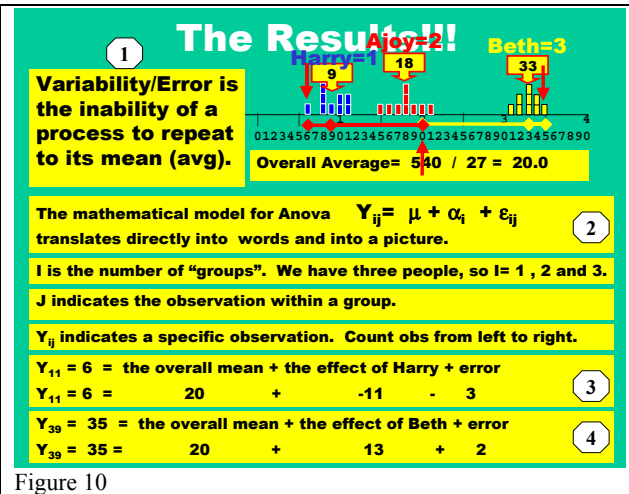 The Results!!!
Harry=1
Ajoy=2
Beth=3
1
9
18
33
Variability/Error is
the inability of a
process to repeat
to its mean (avg).
1 3 4
0123456789012345678901234567890
Overall Average= 540 / 27 = 20.0
The mathematical model for Anova Yij= μ + αi + εij
translates directly into words and into a picture.
2
I is the number of “groups”. We have three people, so I= 1 , 2 and 3.
J indicates the observation within a group.
Yij indicates a specific observation. Count obs from left to right.
Y11 = 6 = the overall mean + the effect of Harry + error
Y11 = 6 = 20 + -11 - 3
3
Y39 = 35 = the overall mean + the effect of Beth + error
Y39 = 35 = 20 + 13 + 2
4
Figure 10